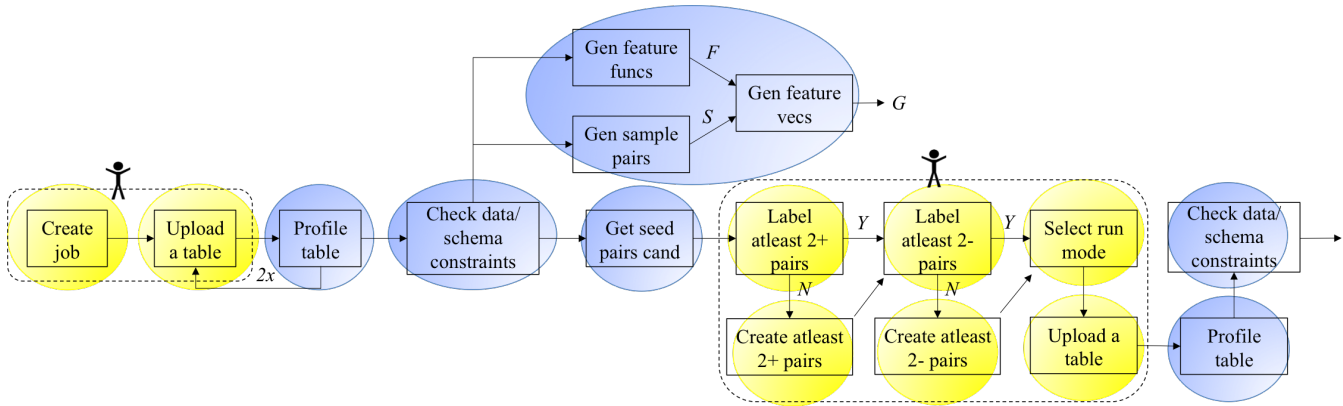 Gen feature
funcs
F
Gen feature
vecs
G
S
Gen sample
pairs
Create
job
Upload
a table
2x
Profile
table
Check data/
schema
constraints
Get seed
pairs cand
Label
atleast 2+
pairs
Y
Label
atleast 2-
pairs
Y
Select run
mode
Check data/
schema
constraints
N
N
Create atleast
2+ pairs
Create atleast
2- pairs
Upload a
table
Profile
table